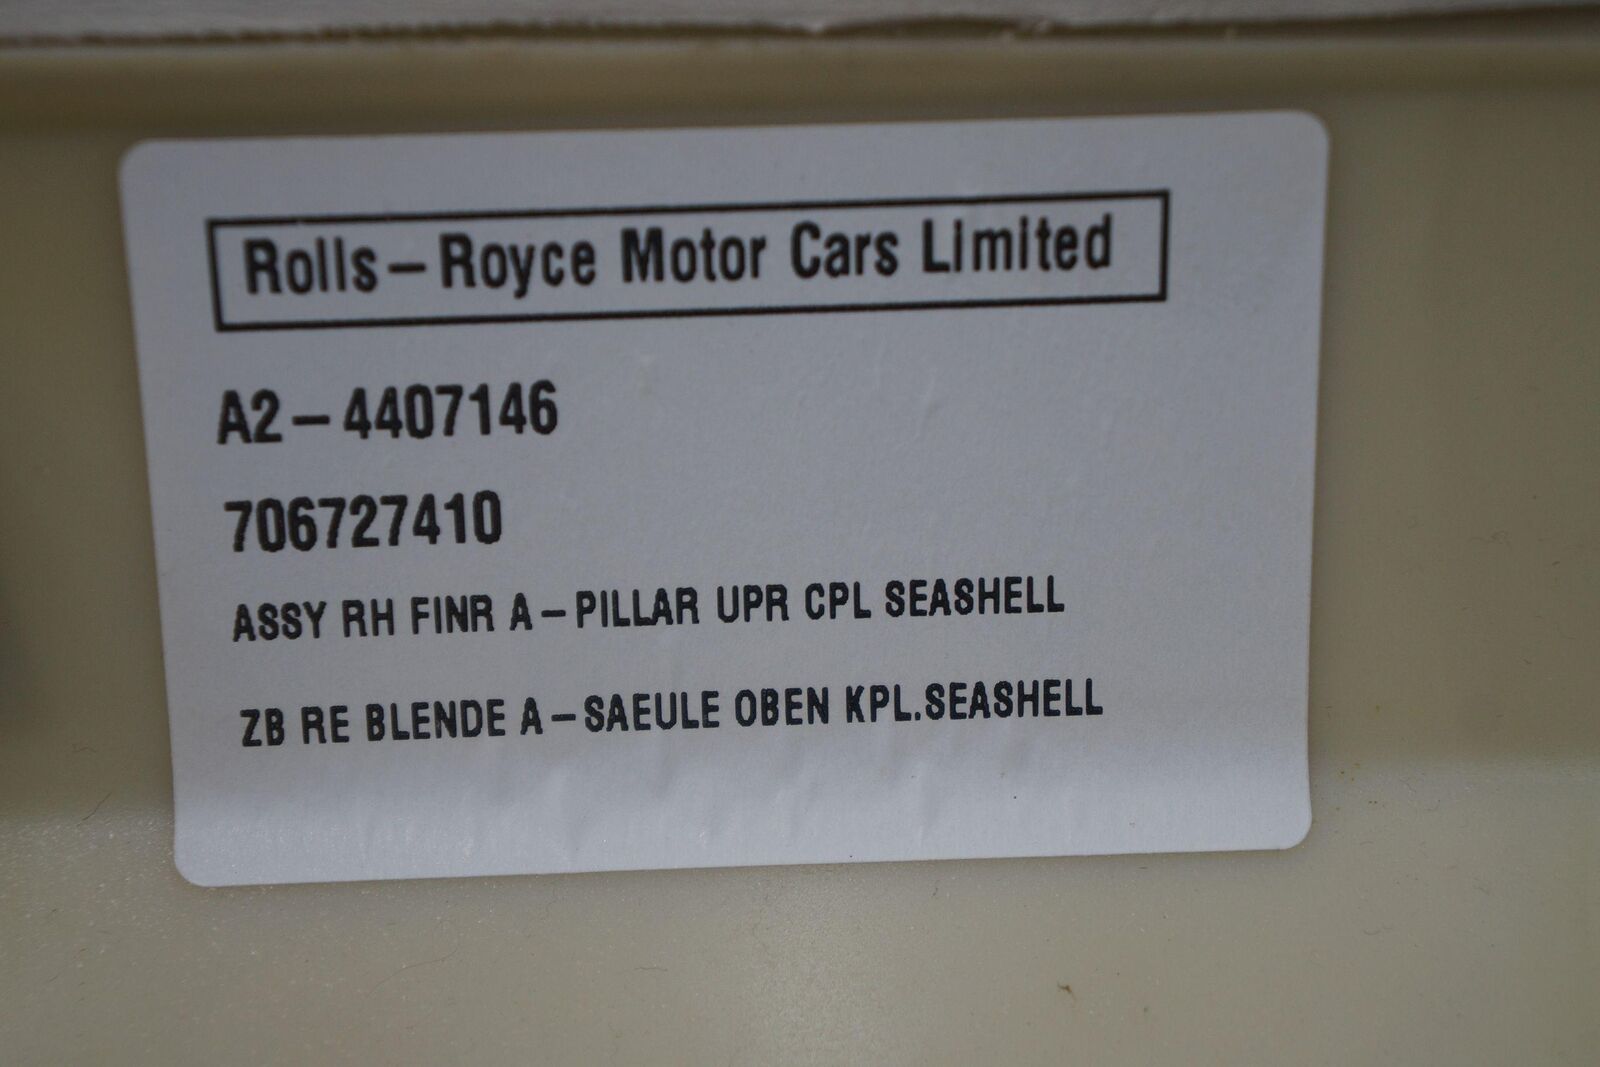 Rolls-Royce Motor Cars Limited
A2-4407146
706727410
ASSY RH FINR A-PILLAR UPR CPL SEASHELL
ZB RE BLENDE A-SAEULE OBEN KPL.SEASHELL